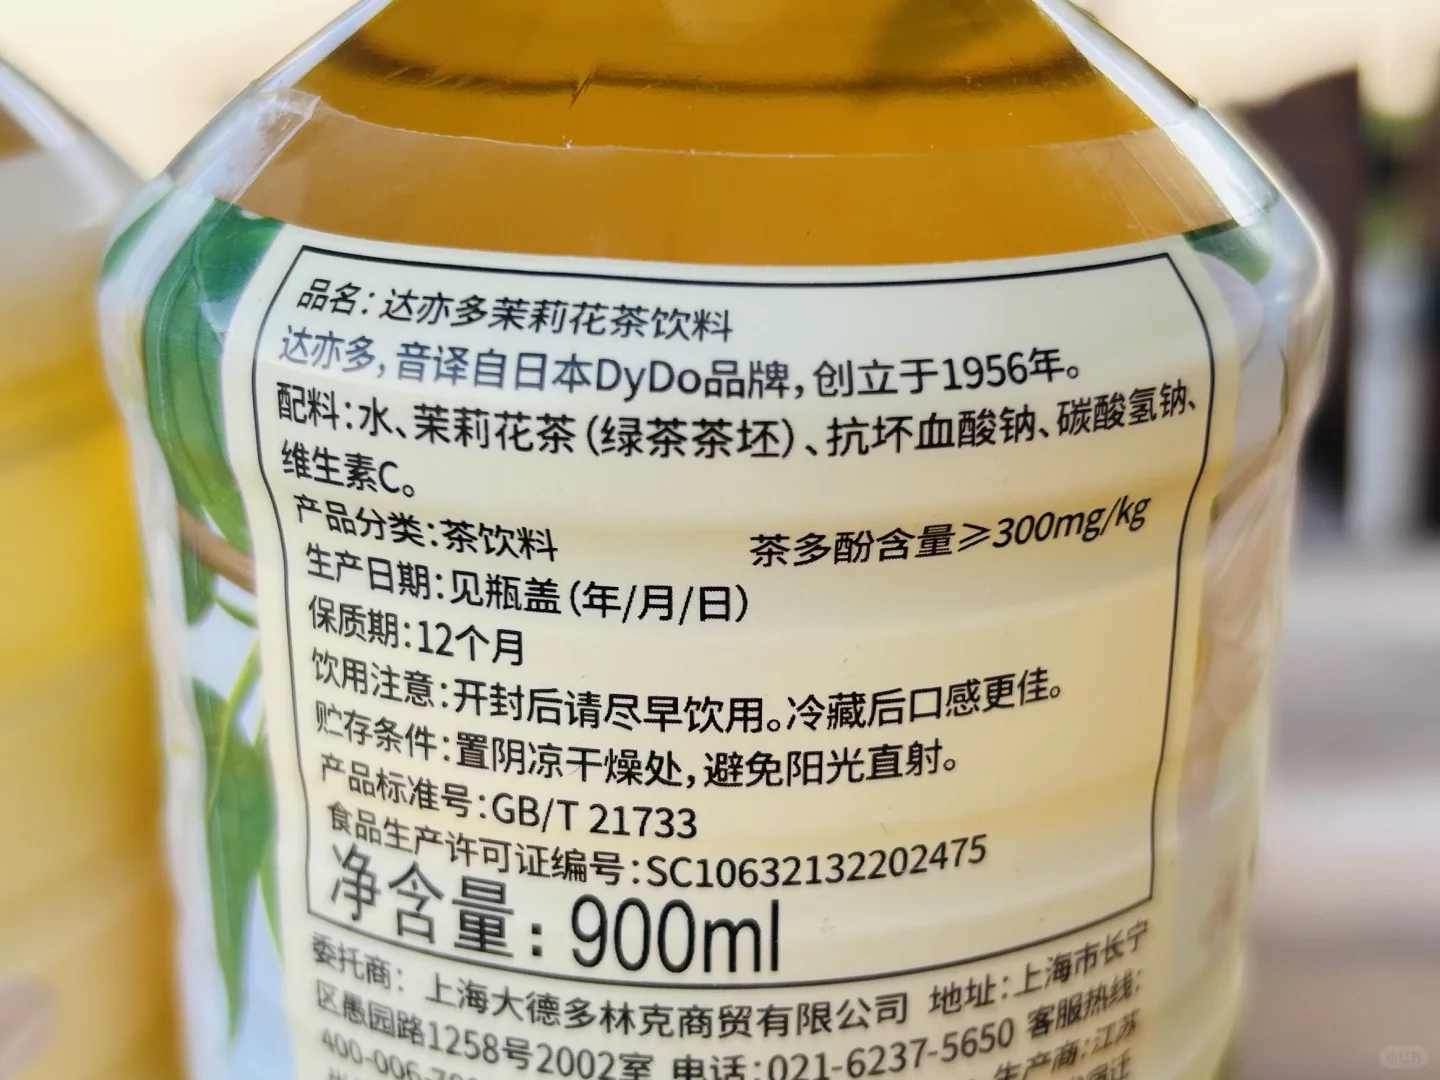 品名：达亦多茉莉花茶饮料
达亦多，音译自日本DyDo品牌，创立于1956年。
配料：水、茉莉花茶（绿茶茶坯）、抗坏血酸钠、碳酸氢钠、
维生素C。
产品分类：茶饮料 茶多酚含量≥300mg/kg
生产日期：见瓶盖（年/月/日）
保质期：12个月
饮用注意：开封后请尽早饮用。冷藏后口感更佳。
贮存条件：置阴凉干燥处，避免阳光直射。
产品标准号：GB/T 21733
食品生产许可证编号：SC10632132202475
净含量：900ml
委托商：上海大德多林克商贸有限公司 地址：上海市长宁
区愚园路1258号2002室 电话：021-6237-5650 客服热线：
400-006- 生产商：江苏
小红书